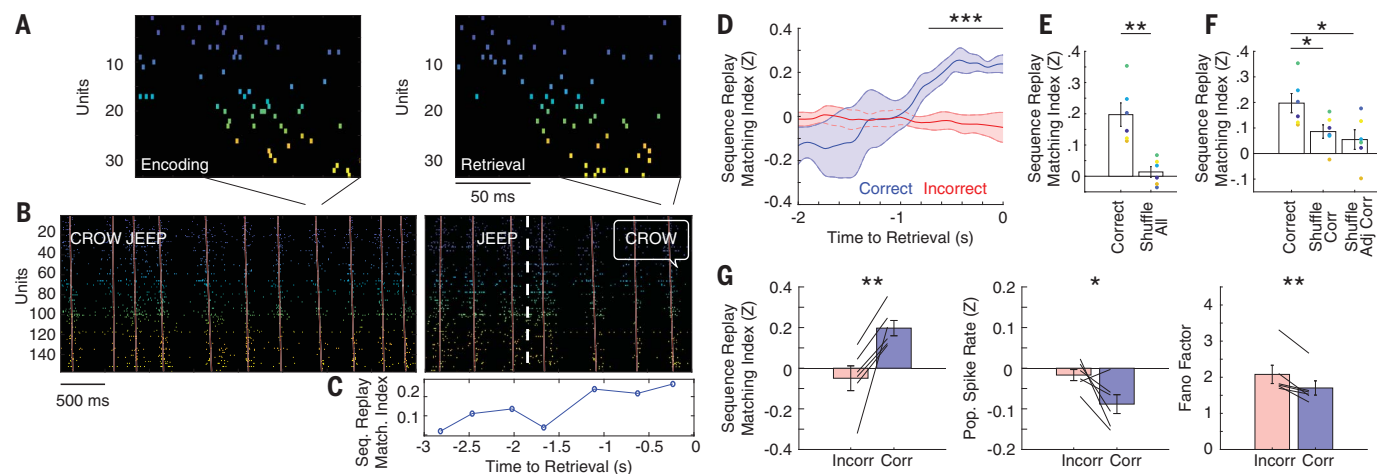 A
Units
10
20
30
Encoding
10
20
30
Retrieval
50 ms
B
Units
20
40
60
80
100
120
140
CROW JEEP
JEEP
CROW
500 ms
C
Seq. Replay
Match. Index
0.2
0.1
-3 -2.5 -2 -1.5 -1 -0.5 0
Time to Retrieval (s)
D
Sequence Replay
Matching Index (Z)
0.4
0.2
0
-0.2
-0.4
***
Correct Incorrect
-2 -1 0
Time to Retrieval (s)
E
Sequence Replay
Matching Index (Z)
.4
.3
.2
.1
0
**
Correct
Shuffle
All
F
Sequence Replay
Matching Index (Z)
.4
.3
.2
.1
0
-.1
*
*
Correct
Shuffle
Corr
Shuffle
Adj Corr
G
Sequence Replay
Matching Index (Z)
0.4
0.2
0
-0.2
-0.4
**
Incorr Corr
Pop. Spike Rate (Z)
0.2
0.1
0
-0.1
-0.2
*
Incorr Corr
Fano Factor
4
3
2
1
0
**
Incorr Corr